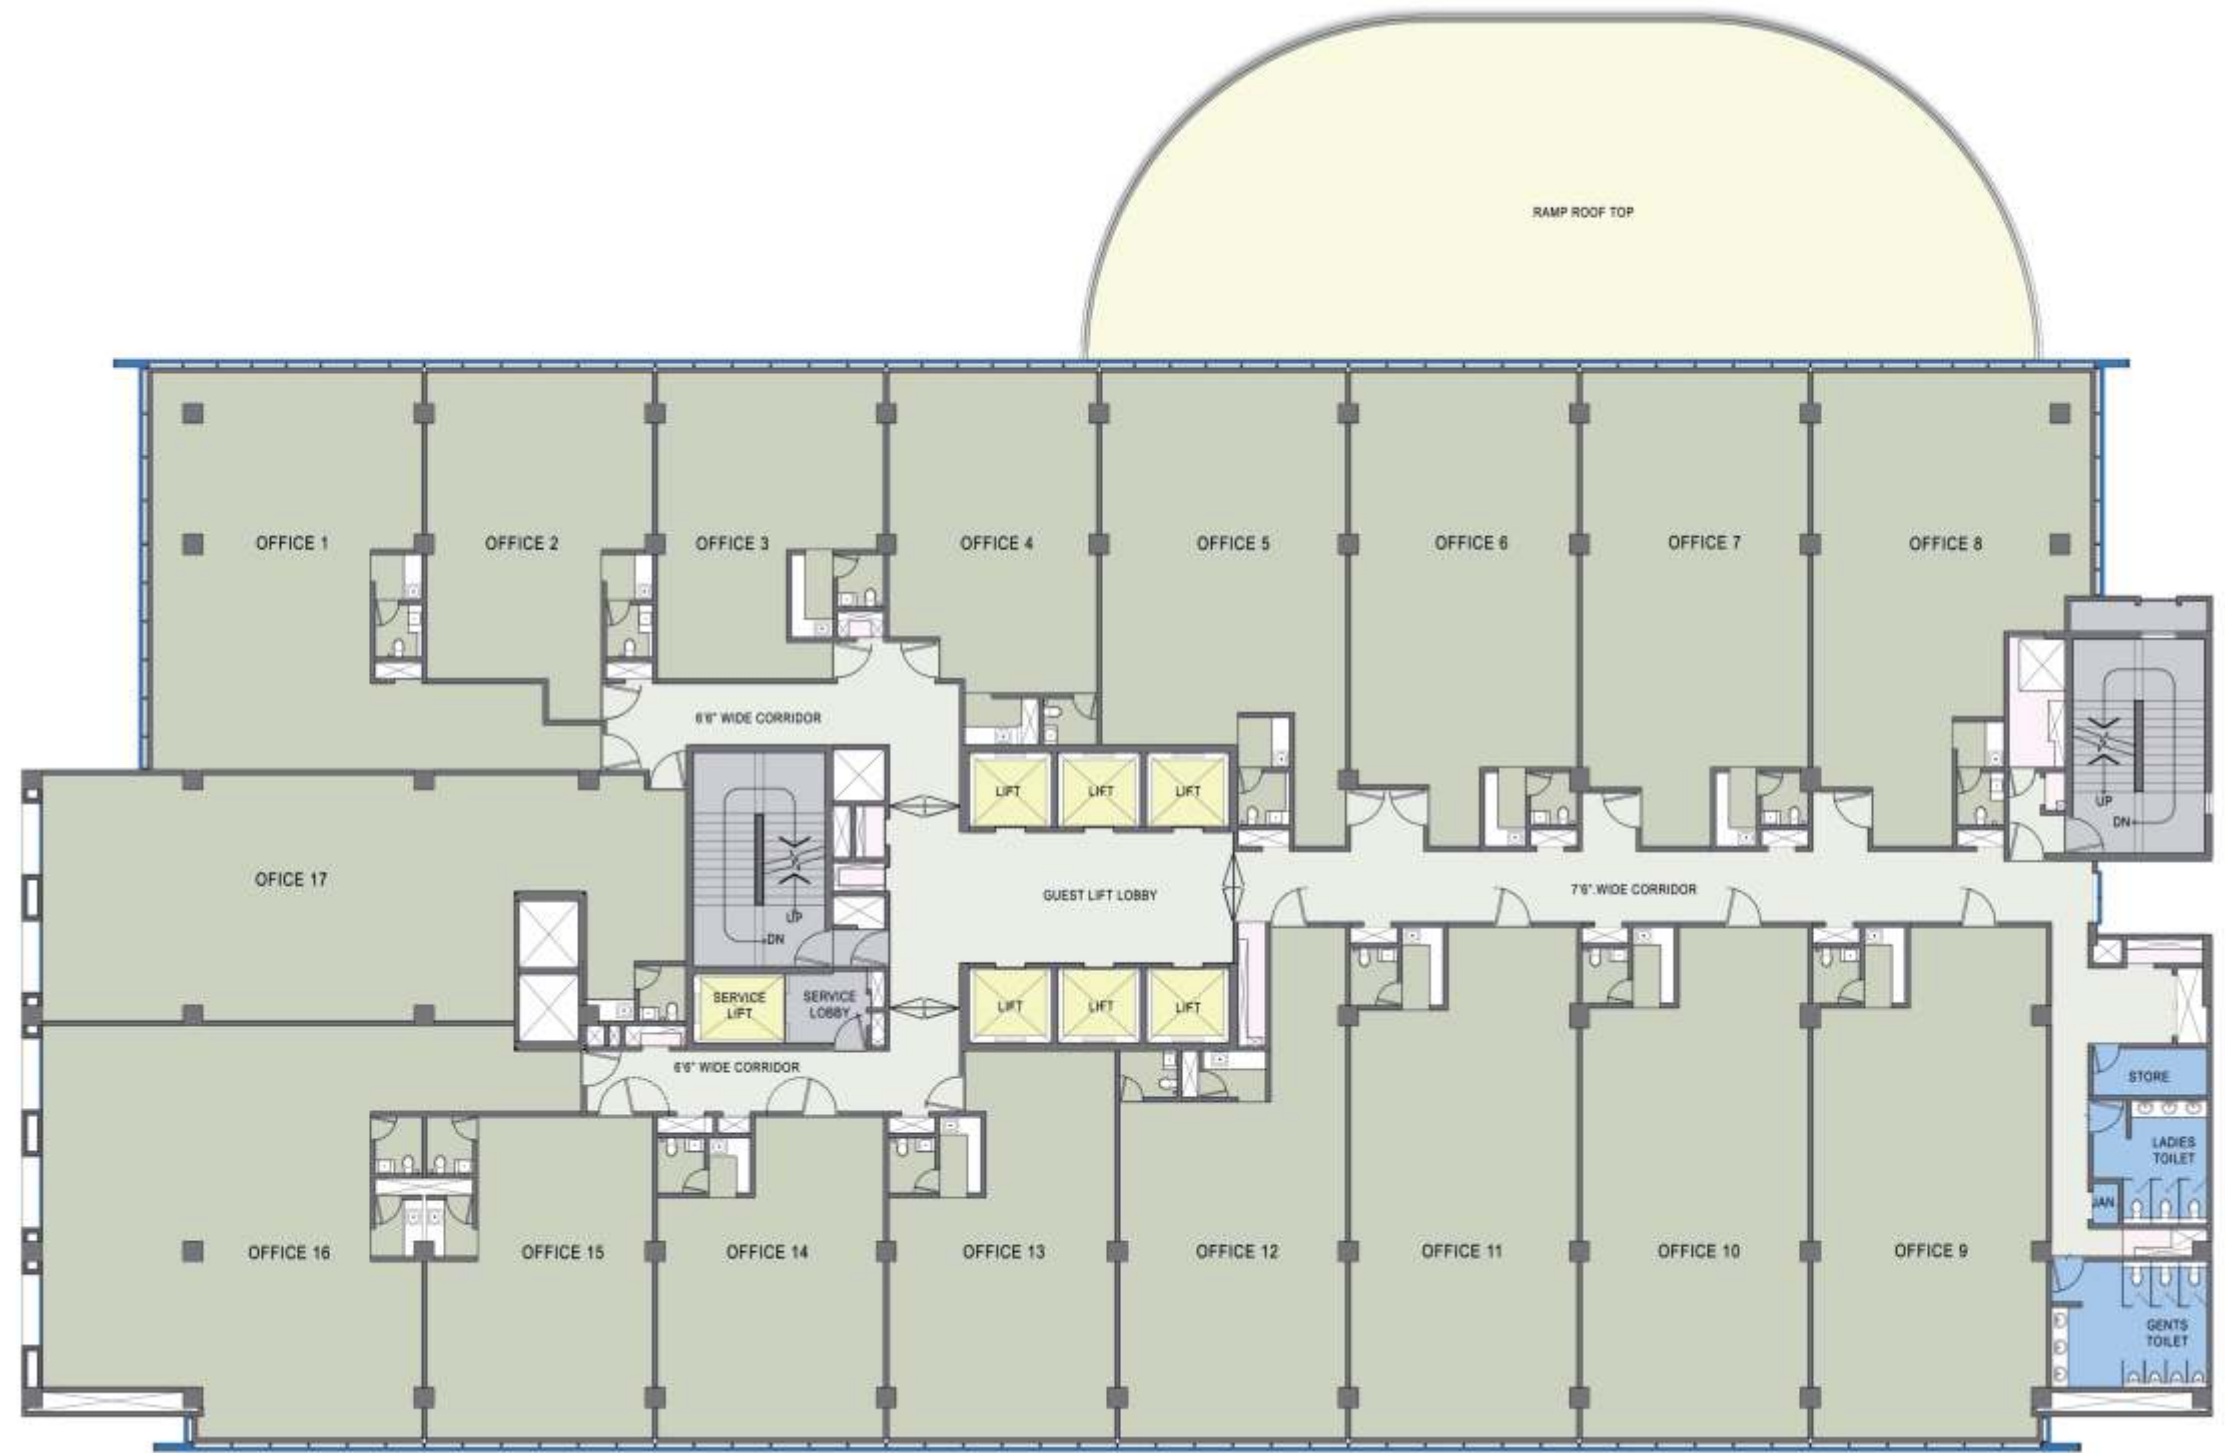 RAMP ROOF TOP
OFFICE 1
OFFICE 2
OFFICE 3
OFFICE 4
OFFICE 5
OFFICE 6
OFFICE 7
OFFICE 8
6'6" WIDE CORRIDOR
LIFT
LIFT
LIFT
UP
DN
OFICE 17
GUEST LIFT LOBBY
7'6" WIDE CORRIDOR
UP
DN
SERVICE
LIFT
SERVICE
LOBBY
LIFT
LIFT
LIFT
6'6" WIDE CORRIDOR
STORE
LADIES
TOILET
JAN
OFFICE 16
OFFICE 15
OFFICE 14
OFFICE 13
OFFICE 12
OFFICE 11
OFFICE 10
OFFICE 9
GENTS
TOILET